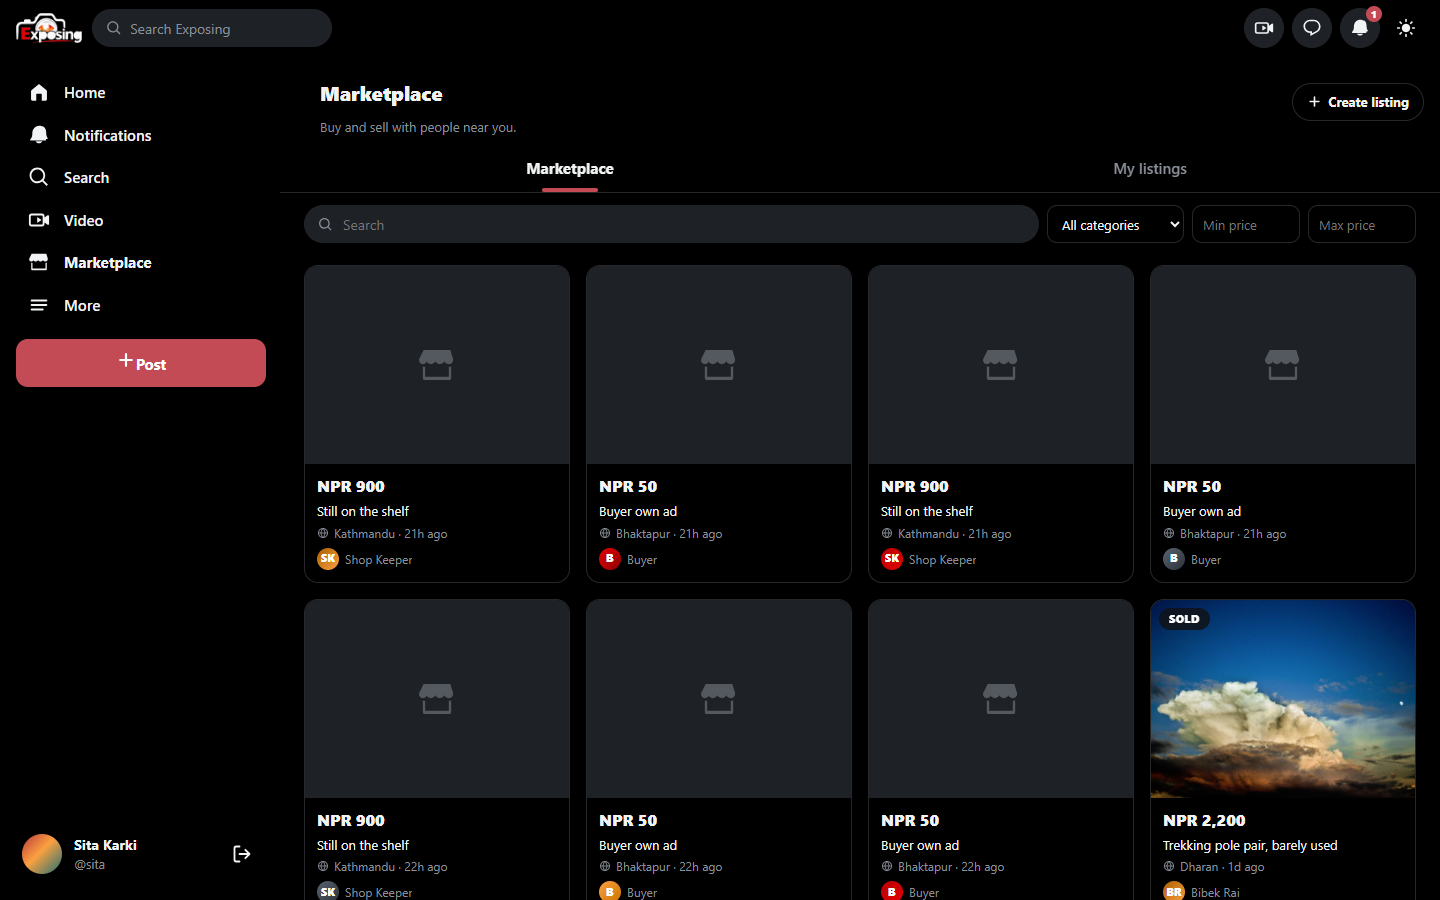 Exposing
Search Exposing
1
Home
Notifications
Search
Video
Marketplace
More
+ Post
Sita Karki
@sita
Marketplace
Buy and sell with people near you.
+ Create listing
Marketplace
My listings
Search
All categories
Min price
Max price
NPR 900
Still on the shelf
Kathmandu · 21h ago
SK Shop Keeper
NPR 50
Buyer own ad
Bhaktapur · 21h ago
B Buyer
NPR 900
Still on the shelf
Kathmandu · 21h ago
SK Shop Keeper
NPR 50
Buyer own ad
Bhaktapur · 21h ago
B Buyer
NPR 900
Still on the shelf
Kathmandu · 22h ago
SK Shop Keeper
NPR 50
Buyer own ad
Bhaktapur · 22h ago
B Buyer
NPR 50
Buyer own ad
Bhaktapur · 22h ago
B Buyer
SOLD
NPR 2,200
Trekking pole pair, barely used
Dharan · 1d ago
BR Bibek Rai